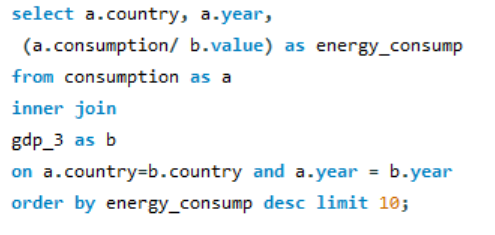 select a.country, a.year,
(a.consumption/ b.value) as energy_consump
from consumption as a
inner join
gdp_3 as b
on a.country=b.country and a.year = b.year
order by energy_consump desc limit 10;